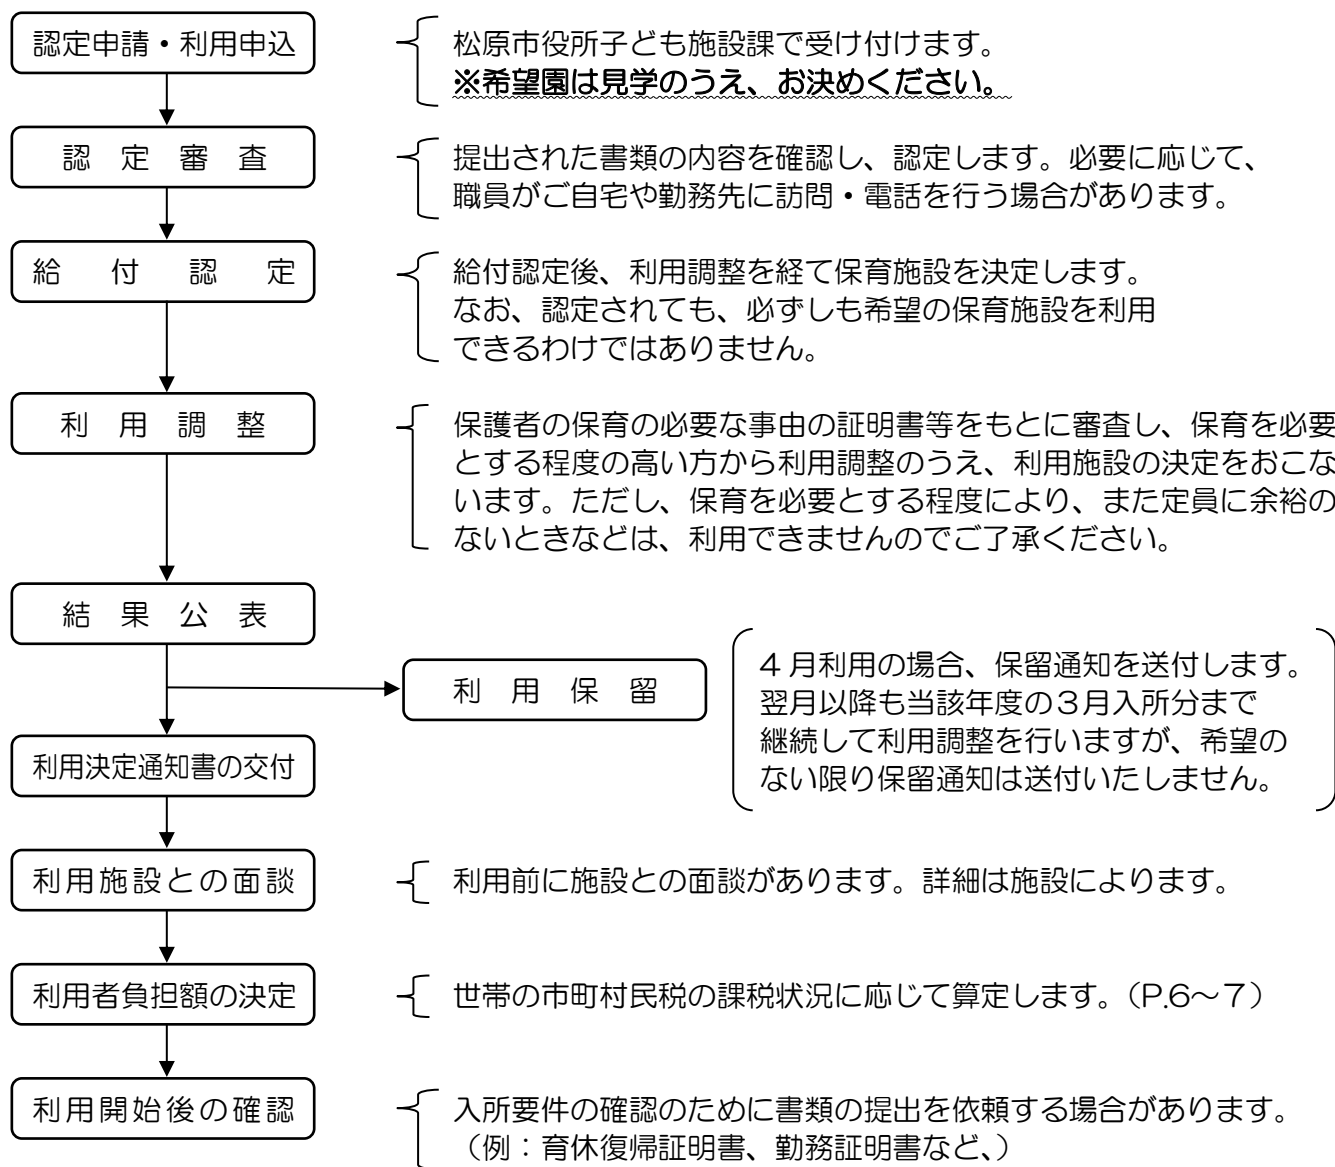 認定申請・利用申込
松原市役所子ども施設課で受け付けます。
※希望園は見学のうえ、お決めください。
認定審査
提出された書類の内容を確認し、認定します。必要に応じて、
職員がご自宅や勤務先に訪問・電話を行う場合があります。
給付認定
給付認定後、利用調整を経て保育施設を決定します。
なお、認定されても、必ずしも希望の保育施設を利用
できるわけではありません。
利用調整
保護者の保育の必要な事由の証明書等をもとに審査し、保育を必要
とする程度の高い方から利用調整のうえ、利用施設の決定をおこな
います。ただし、保育を必要とする程度により、また定員に余裕の
ないときなどは、利用できませんのでご了承ください。
結果公表
利用保留
4月利用の場合、保留通知を送付します。
翌月以降も当該年度の3月入所分まで
継続して利用調整を行いますが、希望の
ない限り保留通知は送付いたしません。
利用決定通知書の交付
利用施設との面談
利用前に施設との面談があります。詳細は施設によります。
利用者負担額の決定
世帯の市町村民税の課税状況に応じて算定します。（P.6～7）
利用開始後の確認
入所要件の確認のために書類の提出を依頼する場合があります。
（例：育休復帰証明書、勤務証明書など、）